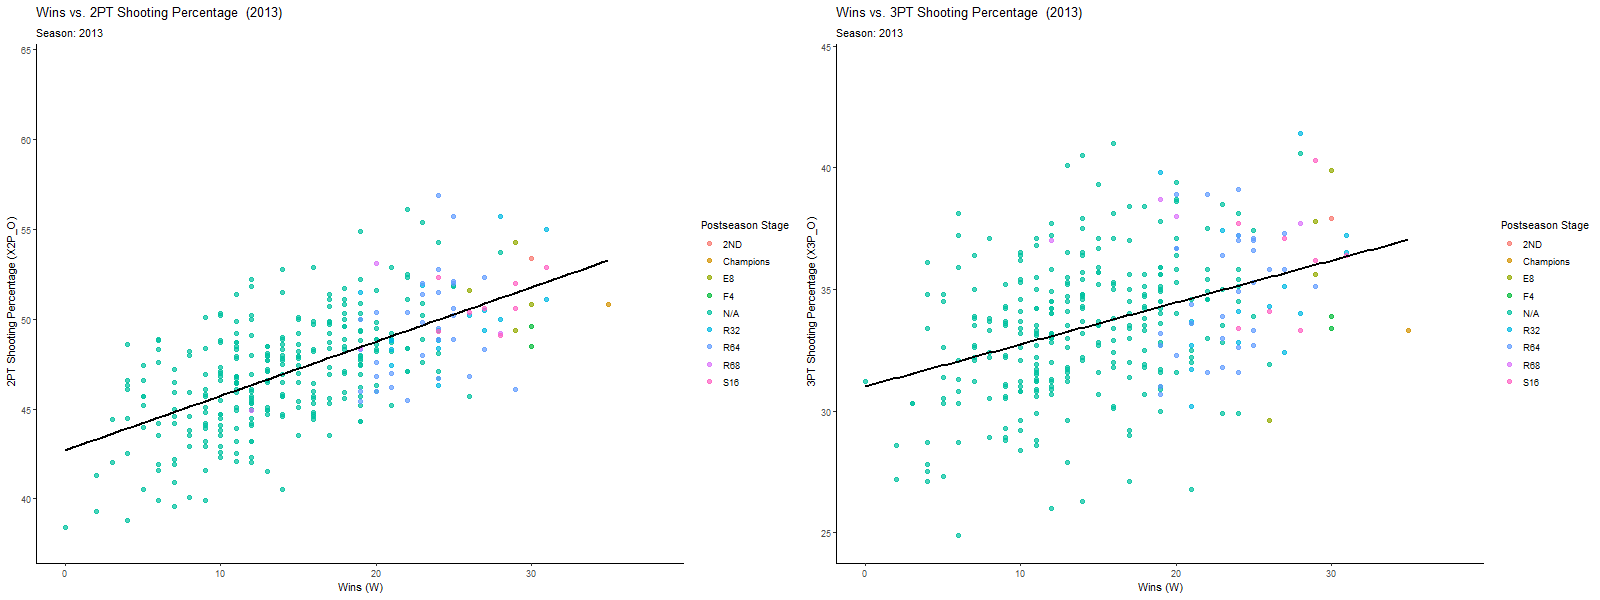 Wins vs. 2PT Shooting Percentage  (2013)
Season: 2013
2PT Shooting Percentage (X2P_O)
65
60
55
50
45
40
0
10
20
30
Wins (W)
Postseason Stage
2ND
Champions
E8
F4
N/A
R32
R64
R68
S16
Wins vs. 3PT Shooting Percentage  (2013)
Season: 2013
3PT Shooting Percentage (X3P_O)
45
40
35
30
25
0
10
20
30
Wins (W)
Postseason Stage
2ND
Champions
E8
F4
N/A
R32
R64
R68
S16